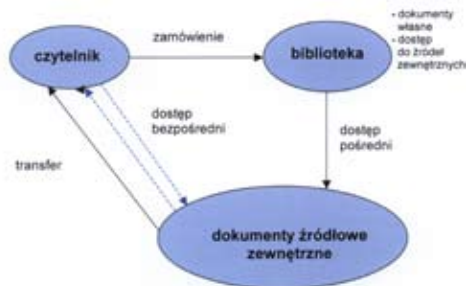 zamówienie
czytelnik
biblioteka
- dokumenty
własne
- dostęp
do źródeł
zewnętrznych
dostęp
bezpośredni
dostęp
pośredni
transfer
dokumenty źródłowe
zewnętrzne